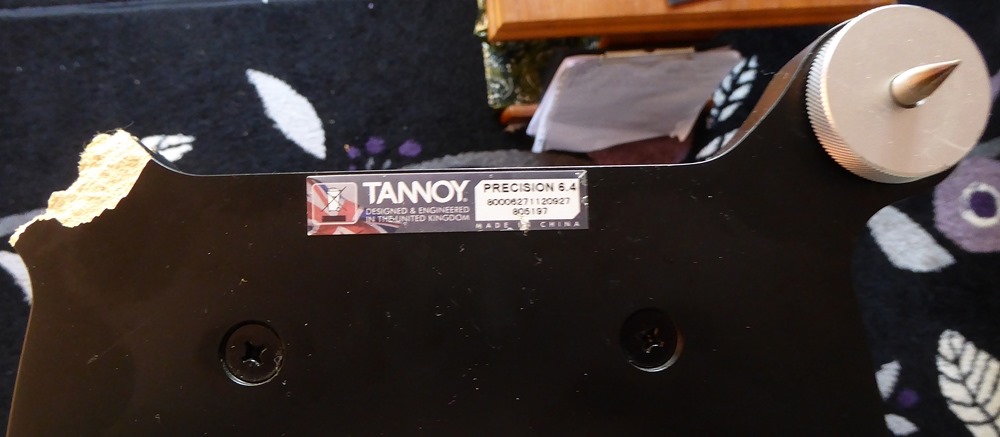 TANNOY
DESIGNED & ENGINEERED
IN THE UNITED KINGDOM
PRECISION 6.4
80006271120927
805197
MADE IN CHINA